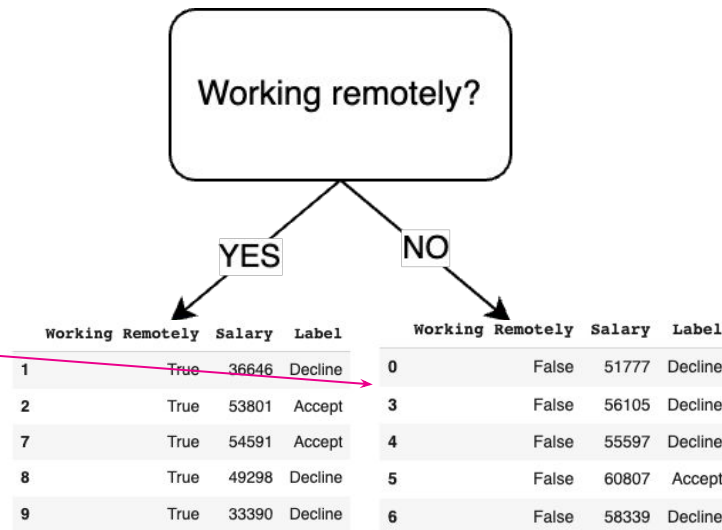 Working remotely?
YES
NO
Working Remotely Salary Label
1 True 36646 Decline
2 True 53801 Accept
7 True 54591 Accept
8 True 49298 Decline
9 True 33390 Decline
Working Remotely Salary Label
0 False 51777 Decline
3 False 56105 Decline
4 False 55597 Decline
5 False 60807 Accept
6 False 58339 Decline